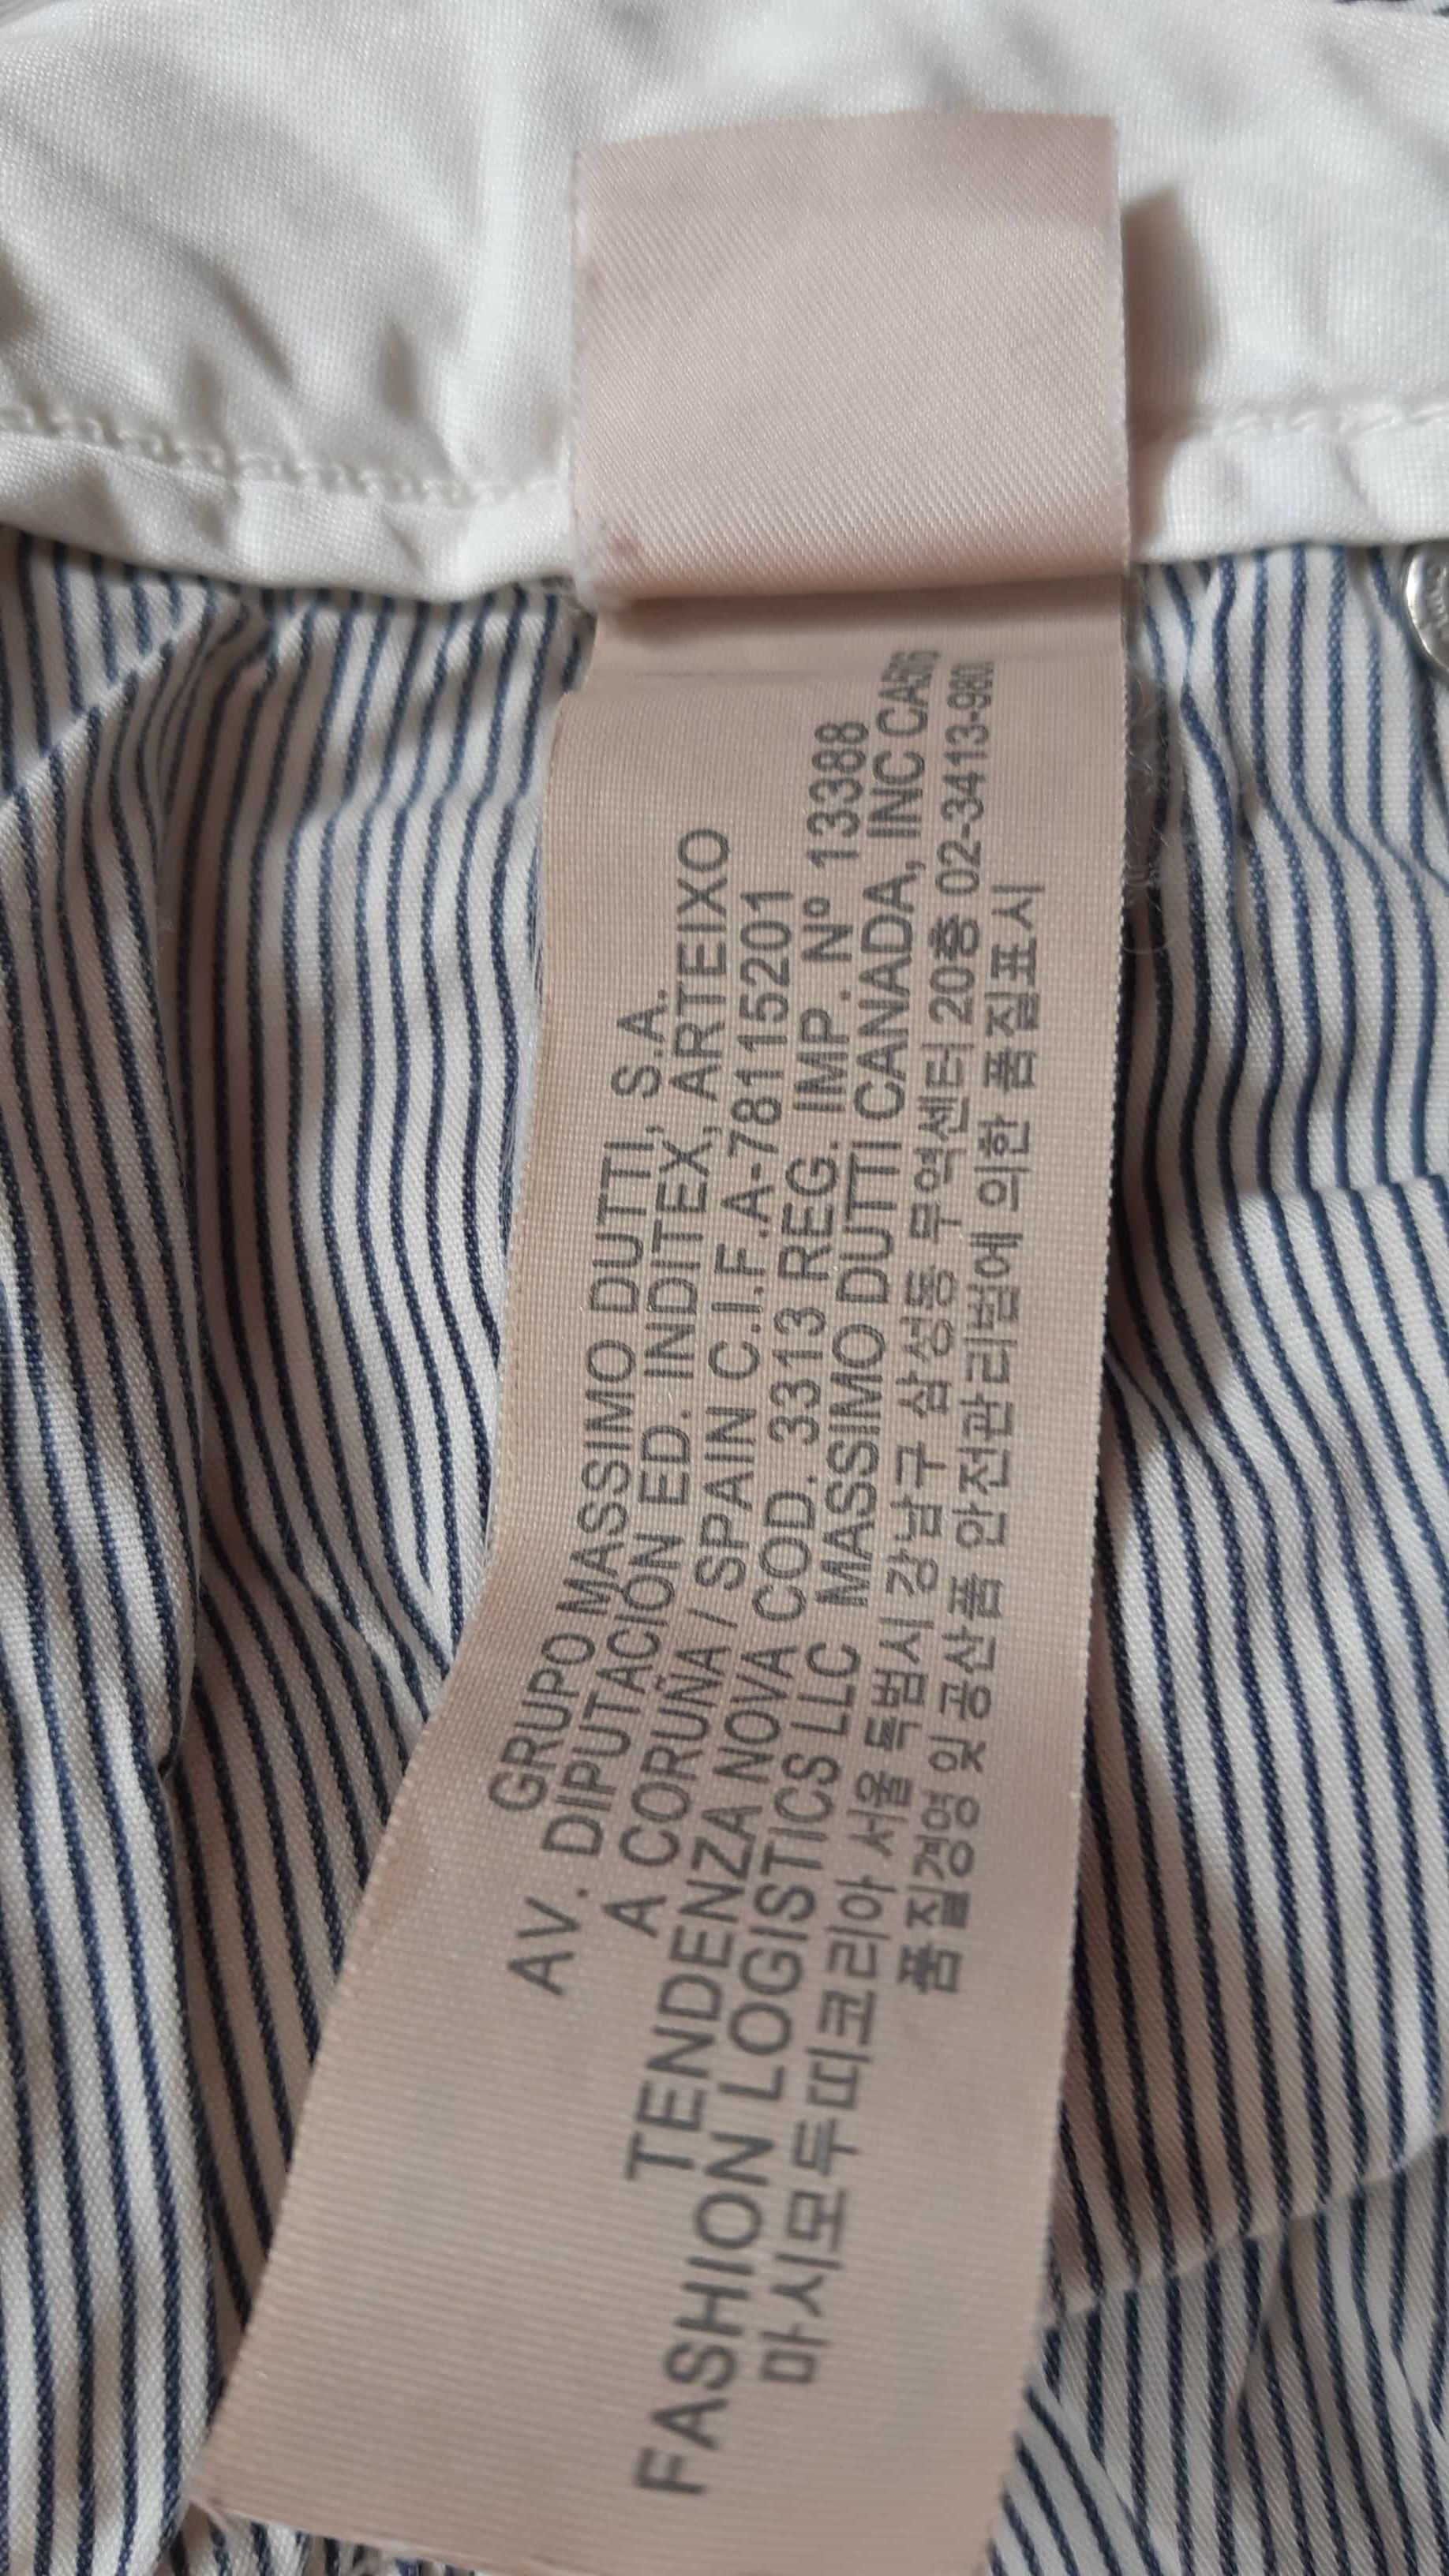 GRUPO MASSIMO DUTTI, S.A.
AV. DIPUTACIÓN ED. INDITEX, ARTEIXO
A CORUÑA / SPAIN C.I.F.A-78115201
TENDENZA NOVA COD. 3313 REG. IMP. Nº 13388
FASHION LOGISTICS LLC MASSIMO DUTTI CANADA, INC
마시모두띠코리아 서울 특범시 강남구 삼성동 무역센터 20층 02-3413-980
품질경영 및 공산품 안전관리법에 의한 품질표시